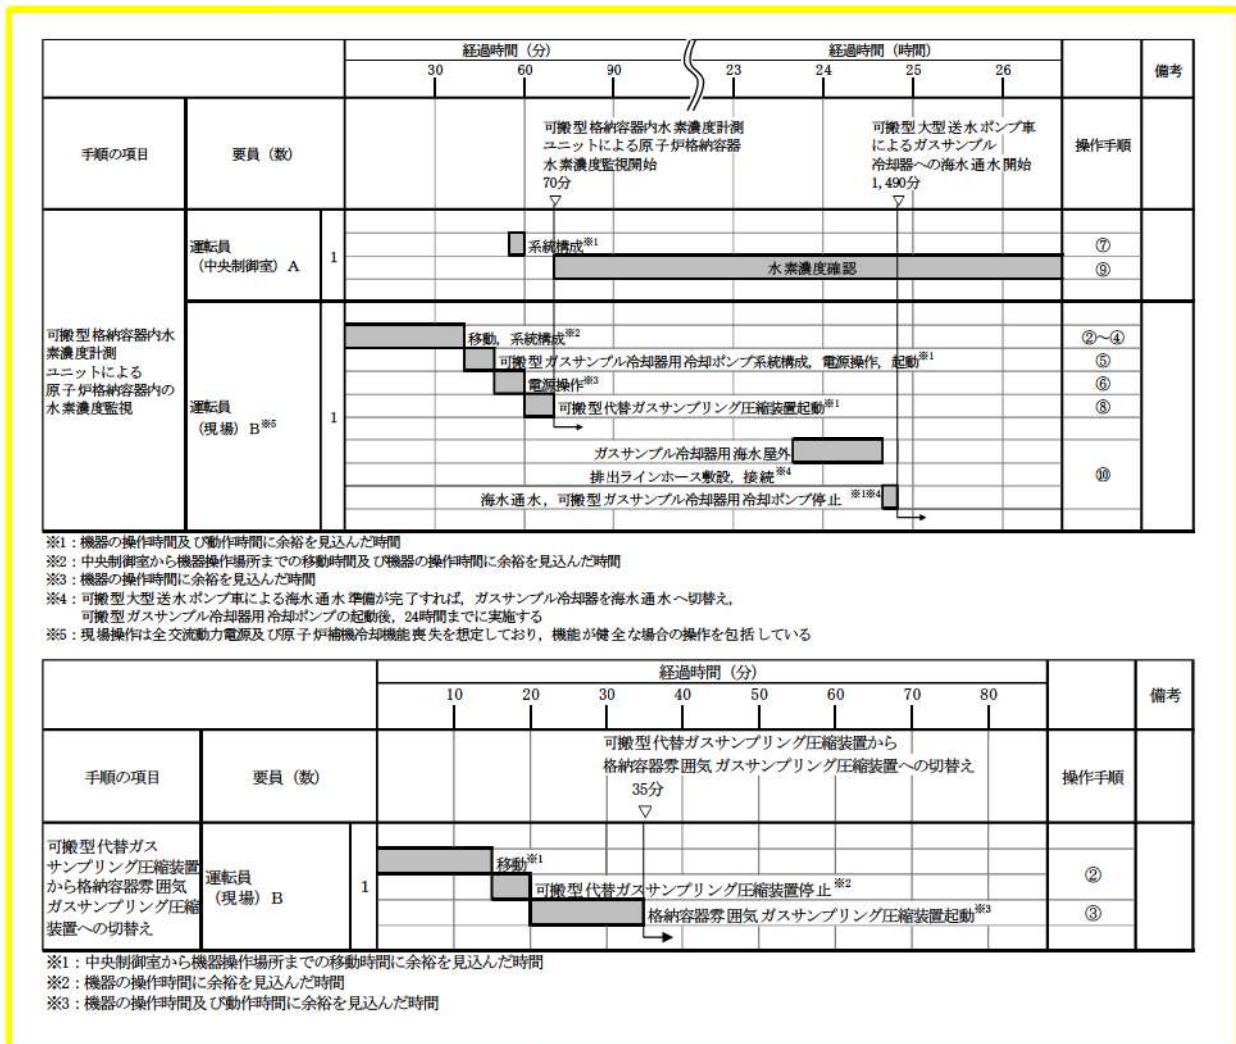 経過時間（分） 経過時間（時間）
30 60 90 23 24 25 26 備考
可搬型格納容器内水素濃度計測 可搬型大型送水ポンプ車
ユニットによる原子炉格納容器 によるガスサンプル
手順の項目 要員（数） 水素濃度監視開始 冷却器への海水通水開始 操作手順
70分 1,490分
▽ ▽
運転員
（中央制御室）A 1
系統構成※1 ⑦
水素濃度確認 ⑨
可搬型格納容器内水
素濃度計測
ユニットによる
原子炉格納容器内の
水素濃度監視
運転員
（現場）B※5 1
移動，系統構成※2 ②～④
可搬型ガスサンプル冷却器用冷却ポンプ系統構成，電源操作，起動※1 ⑤
電源操作※3 ⑥
可搬型代替ガスサンプリング圧縮装置起動※1 ⑧
ガスサンプル冷却器用海水屋外
排出ラインホース敷設，接続※4 ⑩
海水通水，可搬型ガスサンプル冷却器用冷却ポンプ停止 ※1※4
※1：機器の操作時間及び動作時間に余裕を見込んだ時間
※2：中央制御室から機器操作場所までの移動時間及び機器の操作時間に余裕を見込んだ時間
※3：機器の操作時間に余裕を見込んだ時間
※4：可搬型大型送水ポンプ車による海水通水準備が完了すれば，ガスサンプル冷却器を海水通水へ切替え，
可搬型ガスサンプル冷却器用冷却ポンプの起動後，24時間までに実施する
※5：現場操作は全交流動力電源及び原子炉補機冷却機能喪失を想定しており，機能が健全な場合の操作を包括している
経過時間（分）
10 20 30 40 50 60 70 80 備考
可搬型代替ガスサンプリング圧縮装置から
格納容器雰囲気ガスサンプリング圧縮装置への切替え
手順の項目 要員（数） 35分 操作手順
▽
可搬型代替ガス
サンプリング圧縮装置
から格納容器雰囲気
ガスサンプリング圧縮
装置への切替え
運転員
（現場）B 1
移動※1 ②
可搬型代替ガスサンプリング圧縮装置停止※2
格納容器雰囲気ガスサンプリング圧縮装置起動※3 ③
※1：中央制御室から機器操作場所までの移動時間に余裕を見込んだ時間
※2：機器の操作時間に余裕を見込んだ時間
※3：機器の操作時間及び動作時間に余裕を見込んだ時間